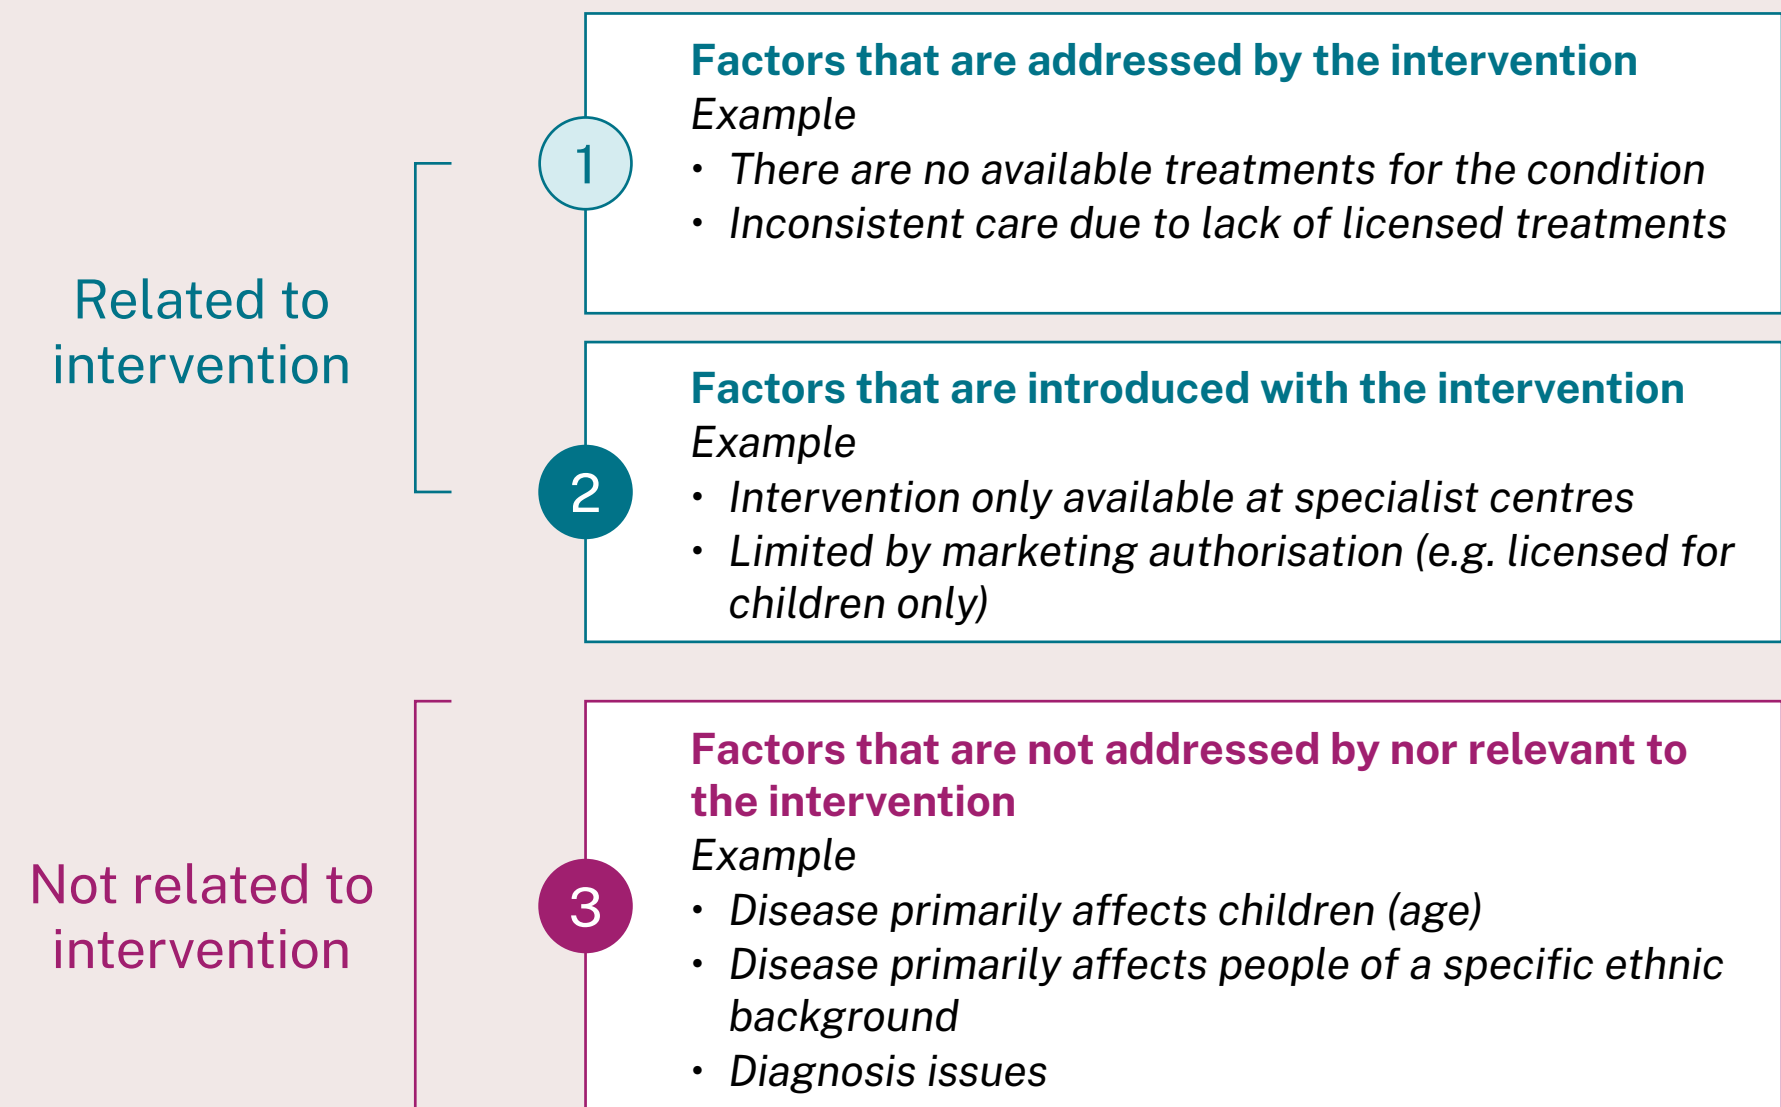 Related to
intervention
1
Factors that are addressed by the intervention
Example
• There are no available treatments for the condition
• Inconsistent care due to lack of licensed treatments
2
Factors that are introduced with the intervention
Example
• Intervention only available at specialist centres
• Limited by marketing authorisation (e.g. licensed for
children only)
Not related to
intervention
3
Factors that are not addressed by nor relevant to
the intervention
Example
• Disease primarily affects children (age)
• Disease primarily affects people of a specific ethnic
background
• Diagnosis issues